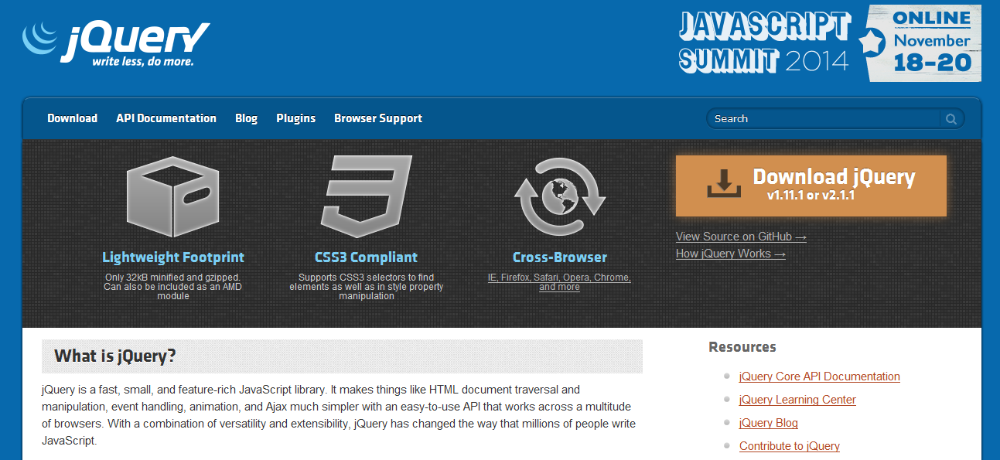 jQuery
write less, do more.
JAVASCRIPT
SUMMIT 2014
ONLINE
November
18-20
Download API Documentation Blog Plugins Browser Support
Search
Lightweight Footprint
Only 32kB minified and gzipped.
Can also be included as an AMD
module
CSS3 Compliant
Supports CSS3 selectors to find
elements as well as in style property
manipulation
Cross-Browser
IE, Firefox, Safari, Opera, Chrome,
and more
Download jQuery
v1.11.1 or v2.1.1
View Source on GitHub →
How jQuery Works →
What is jQuery?
jQuery is a fast, small, and feature-rich JavaScript library. It makes things like HTML document traversal and
manipulation, event handling, animation, and Ajax much simpler with an easy-to-use API that works across a multitude
of browsers. With a combination of versatility and extensibility, jQuery has changed the way that millions of people write
JavaScript.
Resources
jQuery Core API Documentation
jQuery Learning Center
jQuery Blog
Contribute to jQuery